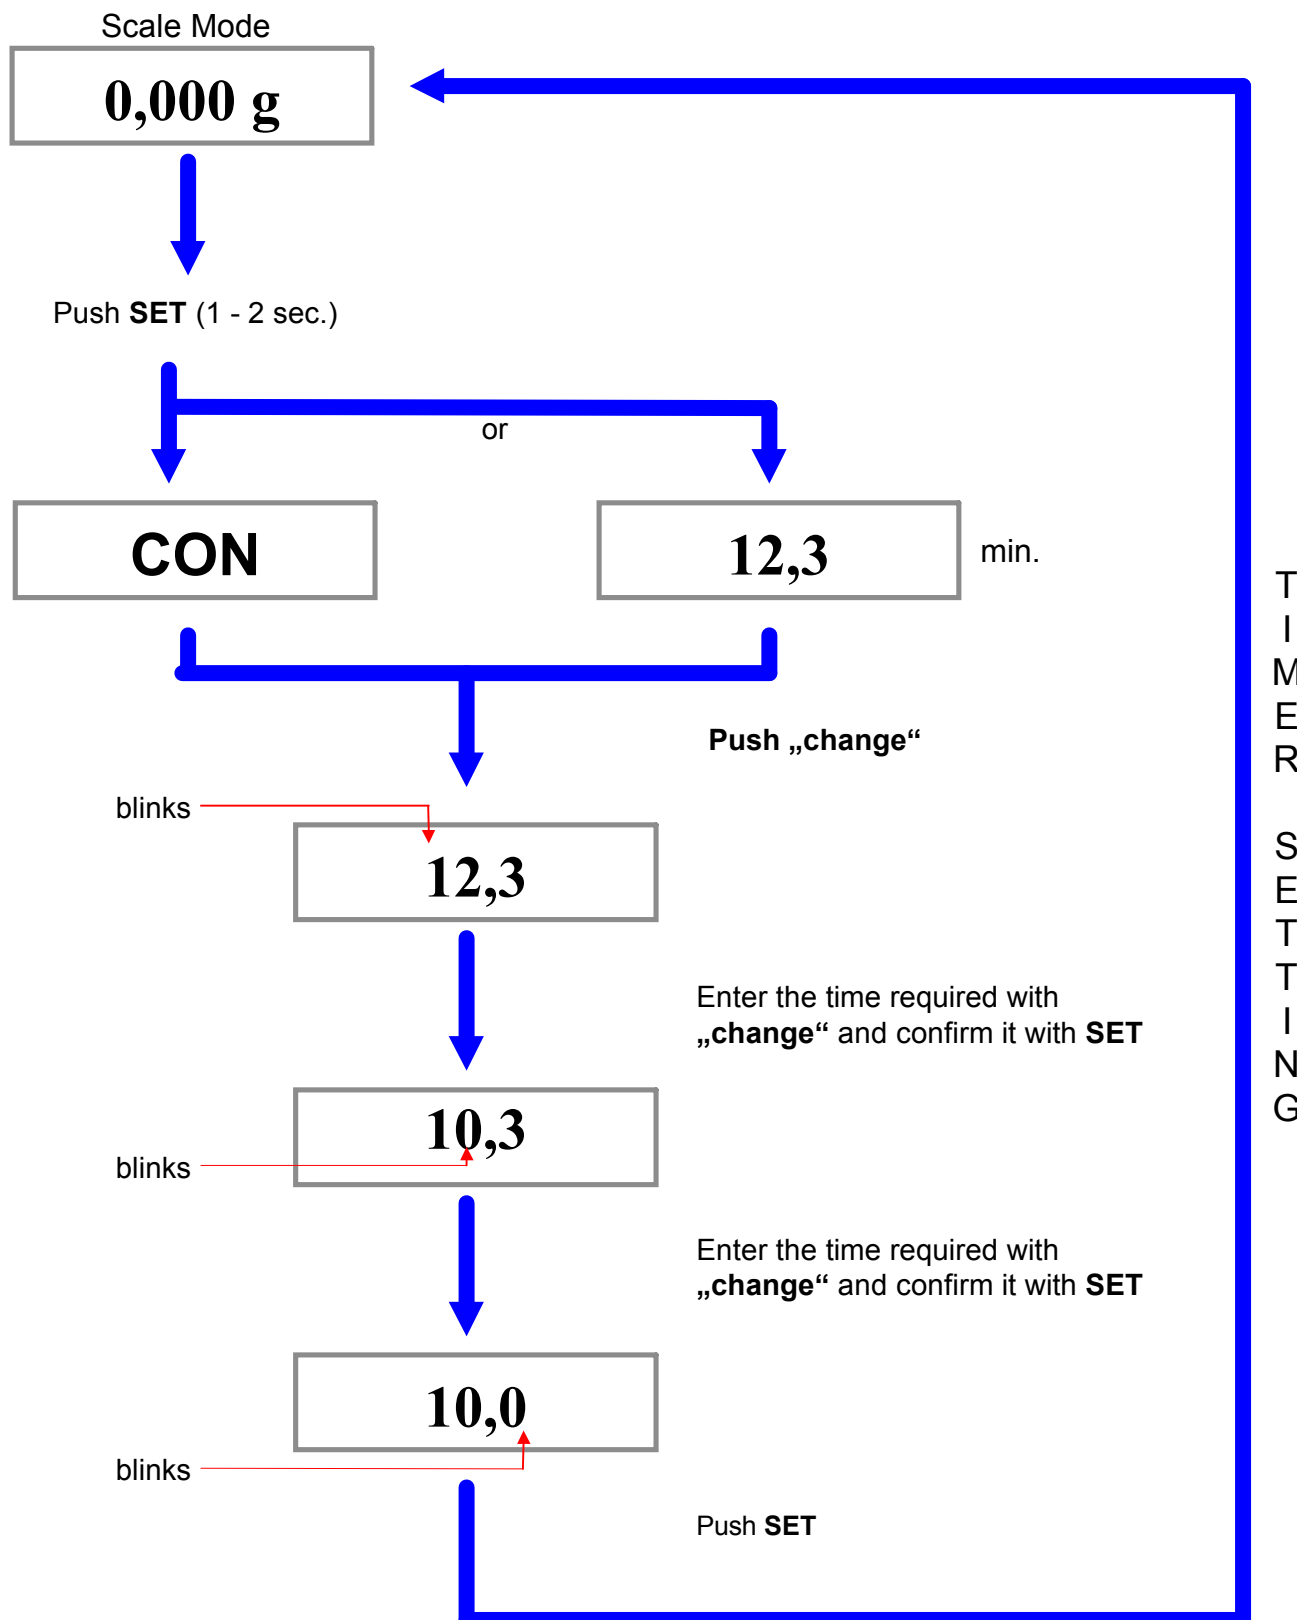 Scale Mode
0,000 g
Push SET (1 - 2 sec.)
or
CON
12,3
min.
Push „change“
blinks
12,3
Enter the time required with
„change“ and confirm it with SET
10,3
blinks
Enter the time required with
„change“ and confirm it with SET
10,0
blinks
Push SET
TIMER SETTING